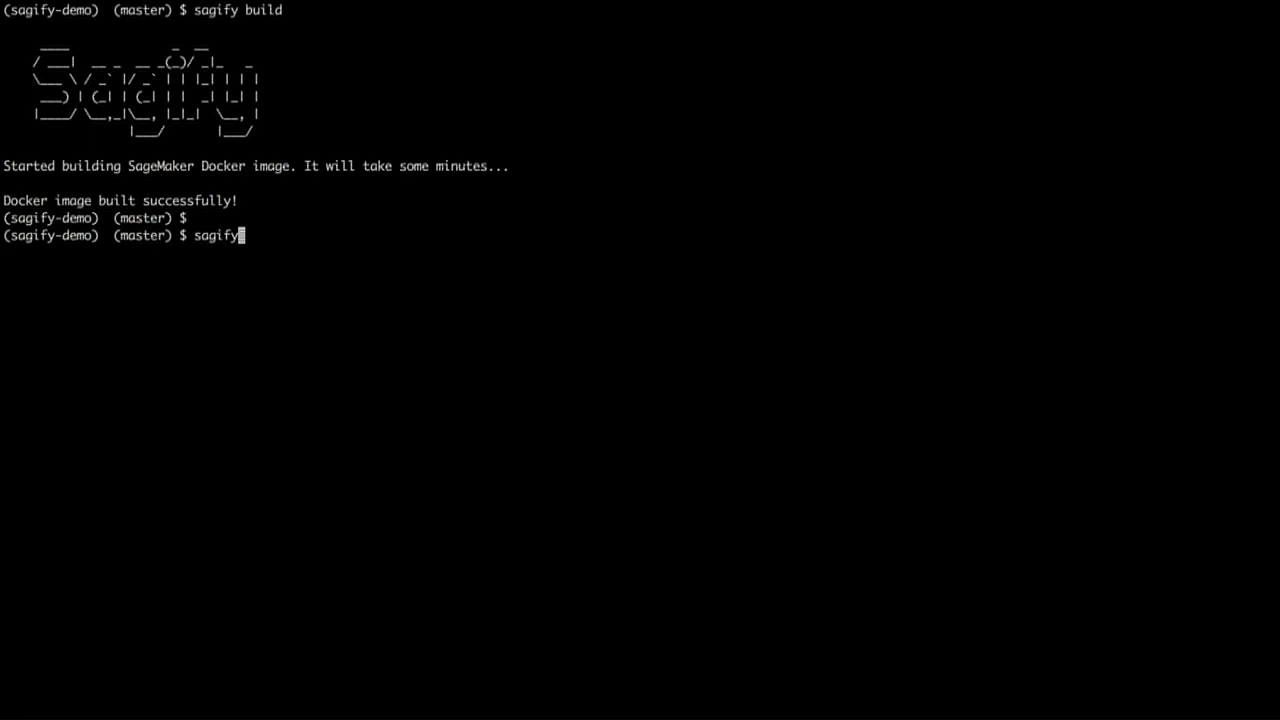 (sagify-demo)  (master) $ sagify build
Sagify
Started building SageMaker Docker image. It will take some minutes...
Docker image built successfully!
(sagify-demo)  (master) $
(sagify-demo)  (master) $ sagify